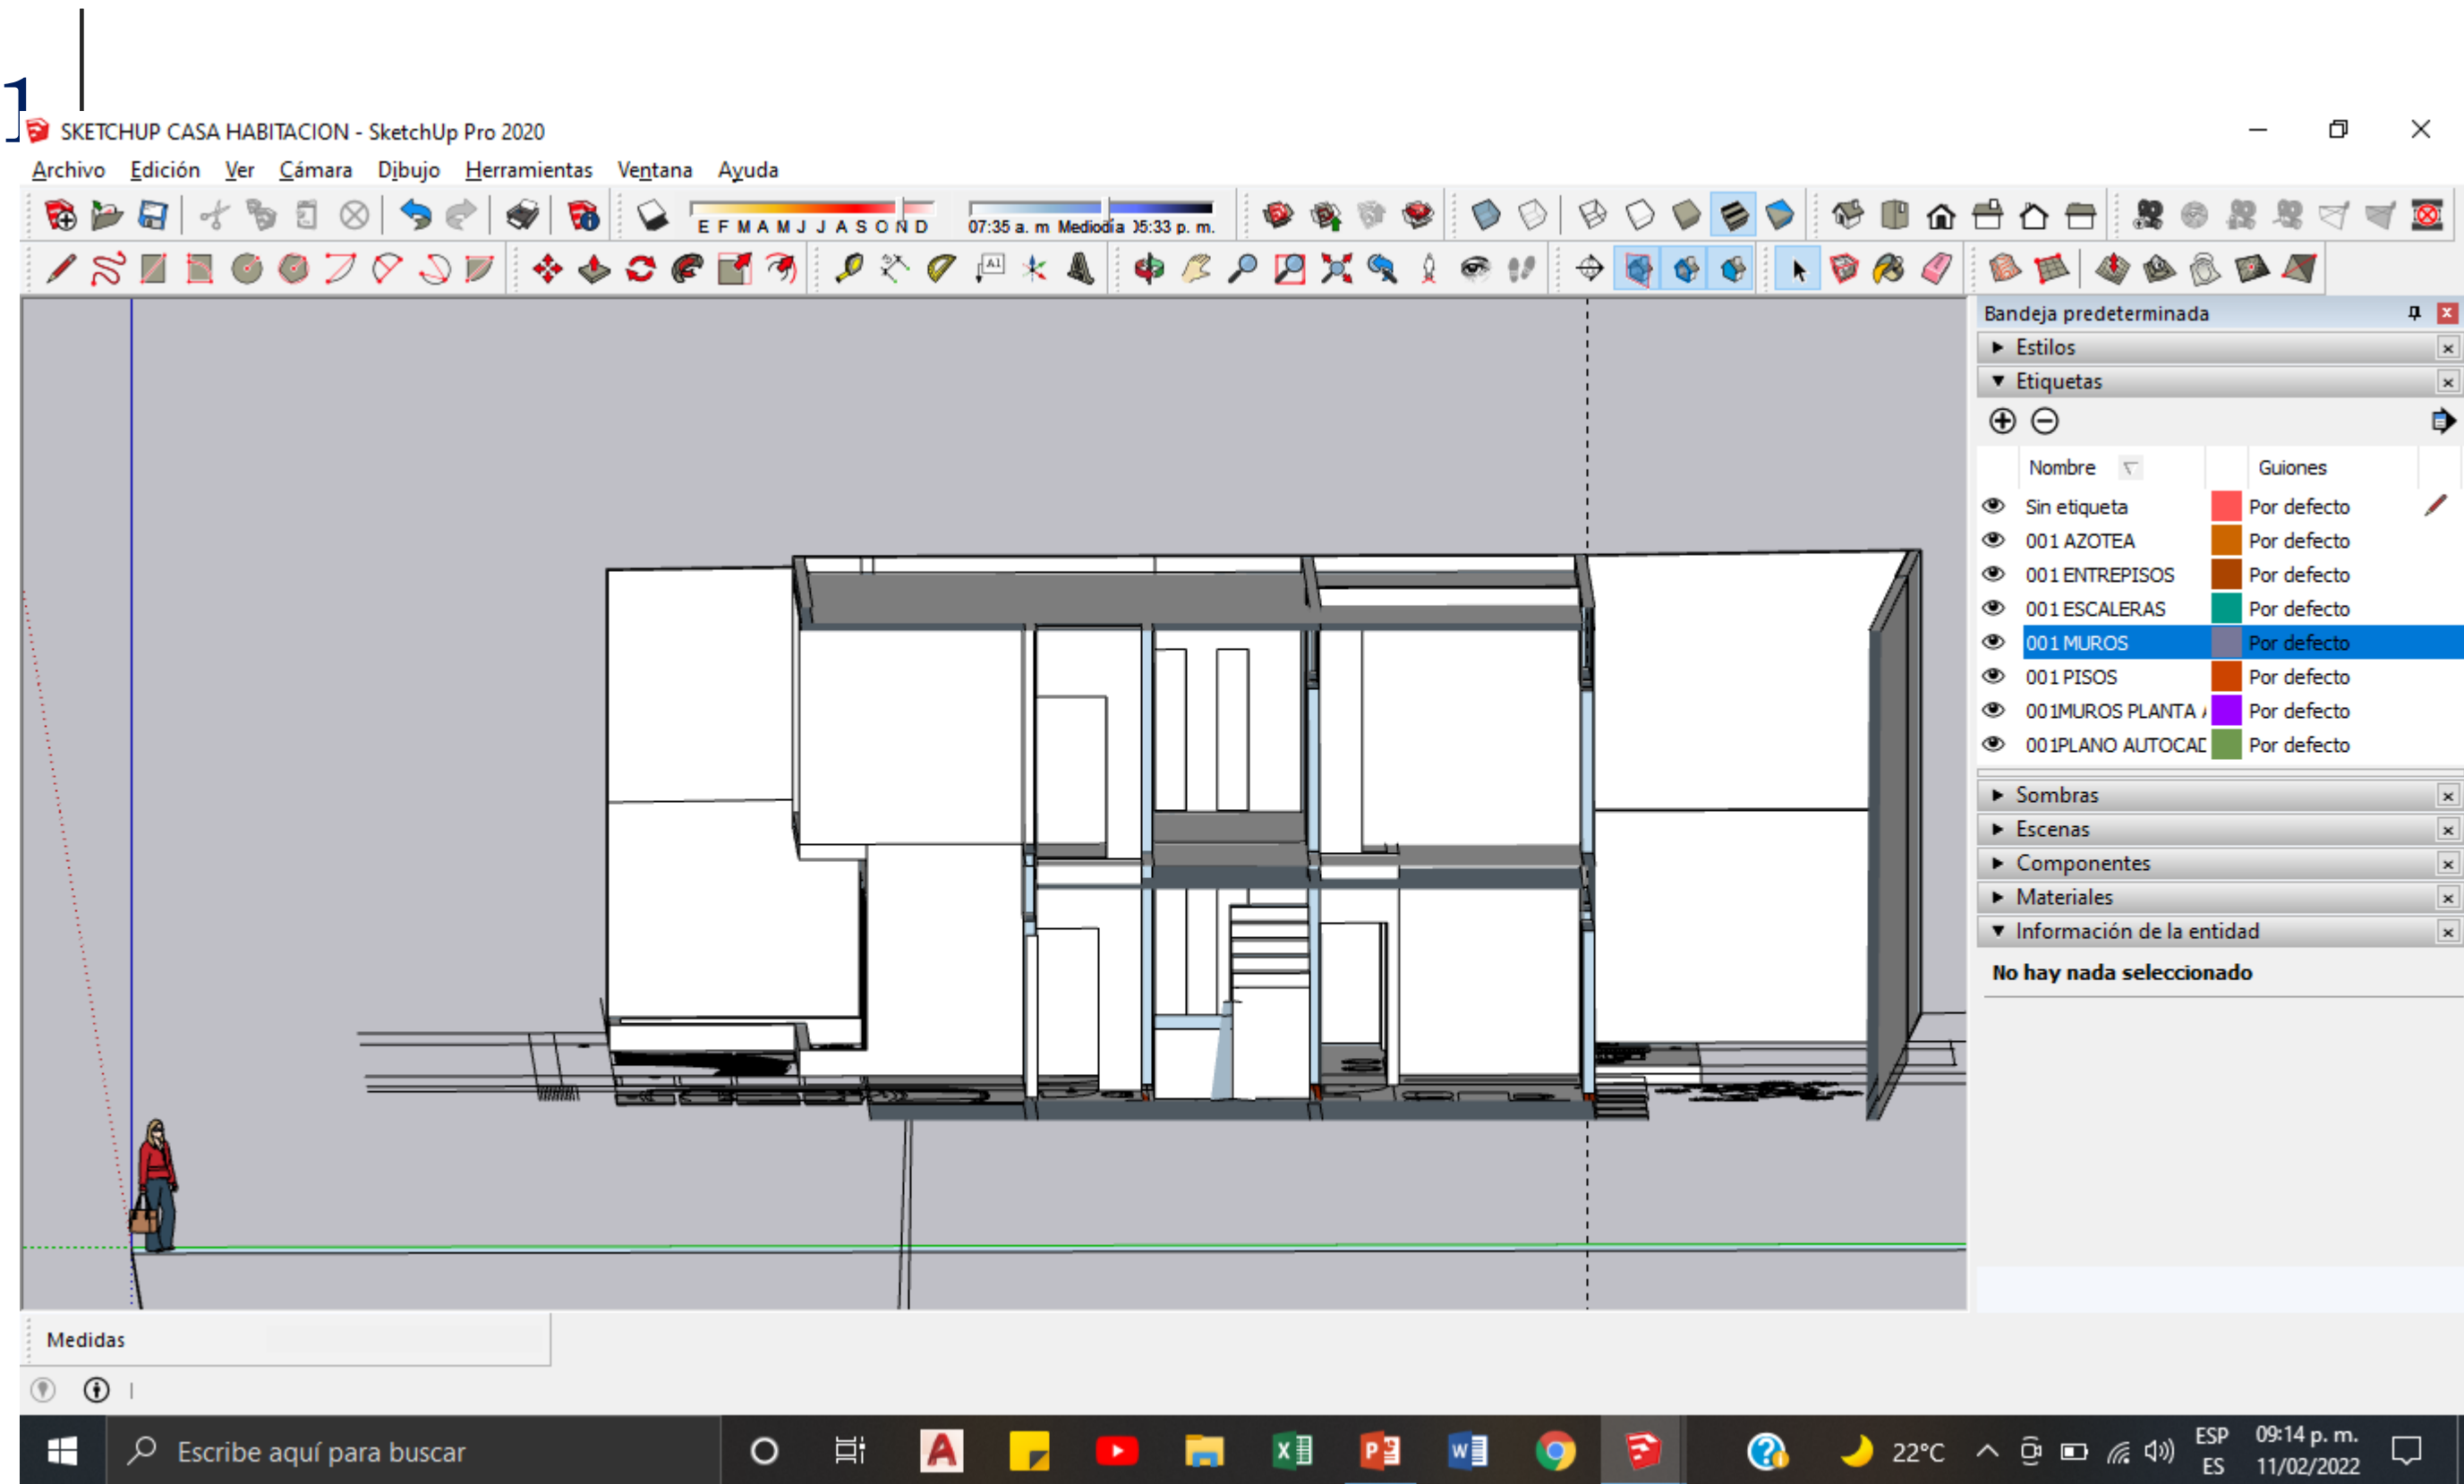 1
SKETCHUP CASA HABITACION - SketchUp Pro 2020
Archivo Edición Ver Cámara Dibujo Herramientas Ventana Ayuda
E F M A M J J A S O N D 07:35 a. m Mediodía 05:33 p. m.
A1
Bandeja predeterminada
Estilos
Etiquetas
Nombre Guiones
Sin etiqueta Por defecto
001 AZOTEA Por defecto
001 ENTREPISOS Por defecto
001 ESCALERAS Por defecto
001 MUROS Por defecto
001 PISOS Por defecto
001MUROS PLANTA Por defecto
001PLANO AUTOCAD Por defecto
Sombras
Escenas
Componentes
Materiales
Información de la entidad
No hay nada seleccionado
Medidas
Escribe aquí para buscar
22°C
ESP
ES
09:14 p. m.
11/02/2022